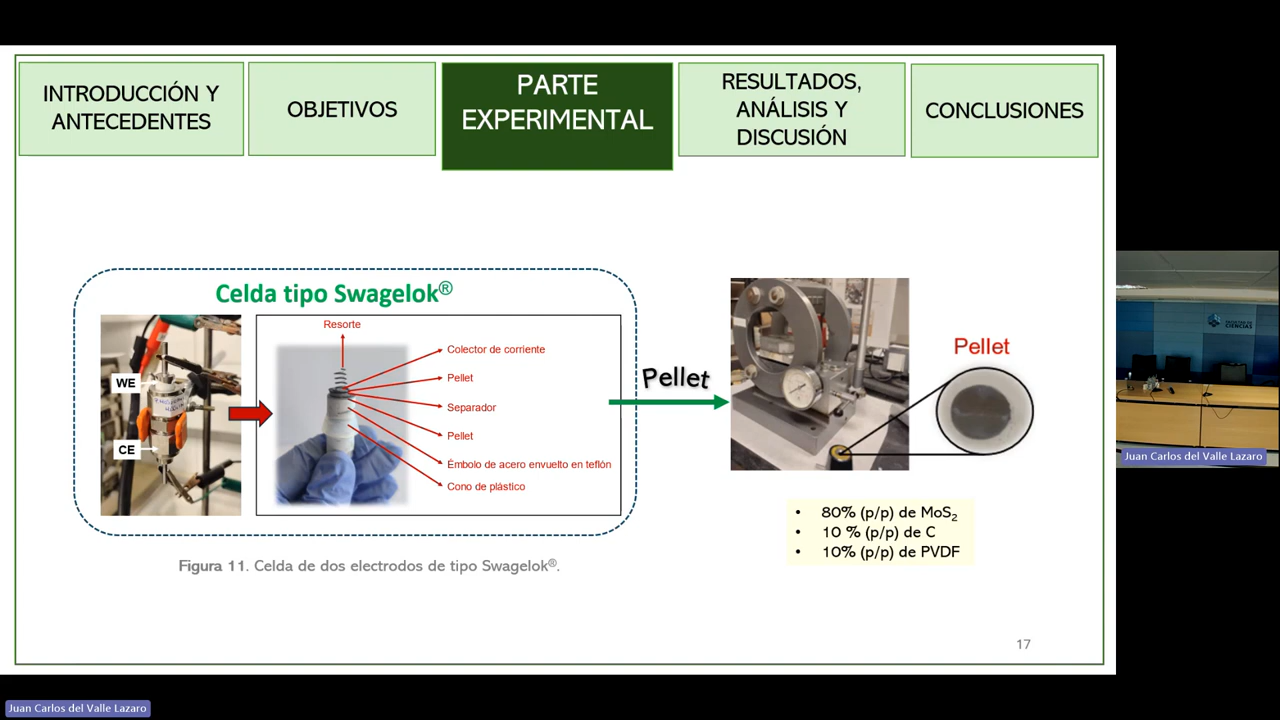 INTRODUCCIÓN Y
ANTECEDENTES
OBJETIVOS
PARTE
EXPERIMENTAL
RESULTADOS,
ANÁLISIS Y
DISCUSIÓN
CONCLUSIONES
Celda tipo Swagelok®
WE
CE
Resorte
Colector de corriente
Pellet
Separador
Pellet
Émbolo de acero envuelto en teflón
Cono de plástico
Pellet
Pellet
80% (p/p) de MoS₂
10 % (p/p) de C
10% (p/p) de PVDF
Figura 11. Celda de dos electrodos de tipo Swagelok®.
17
CIENCIAS
Juan Carlos del Valle Lazaro
Juan Carlos del Valle Lazaro